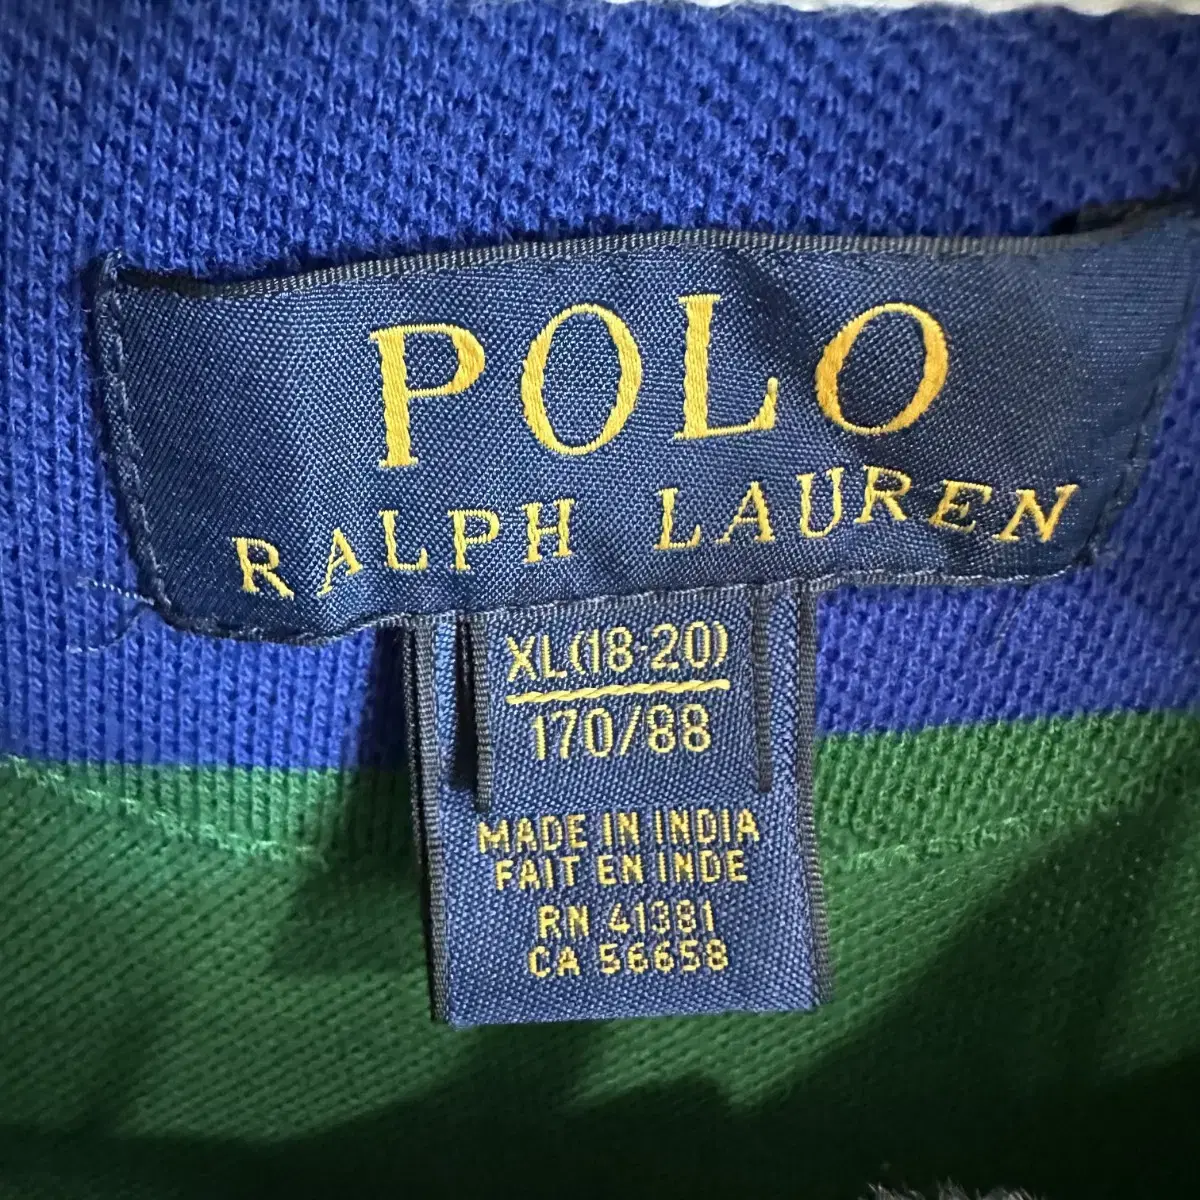 POLO
RALPH LAUREN
XL(18-20)
170/88
MADE IN INDIA
FAIT EN INDE
RN 41381
CA 56658